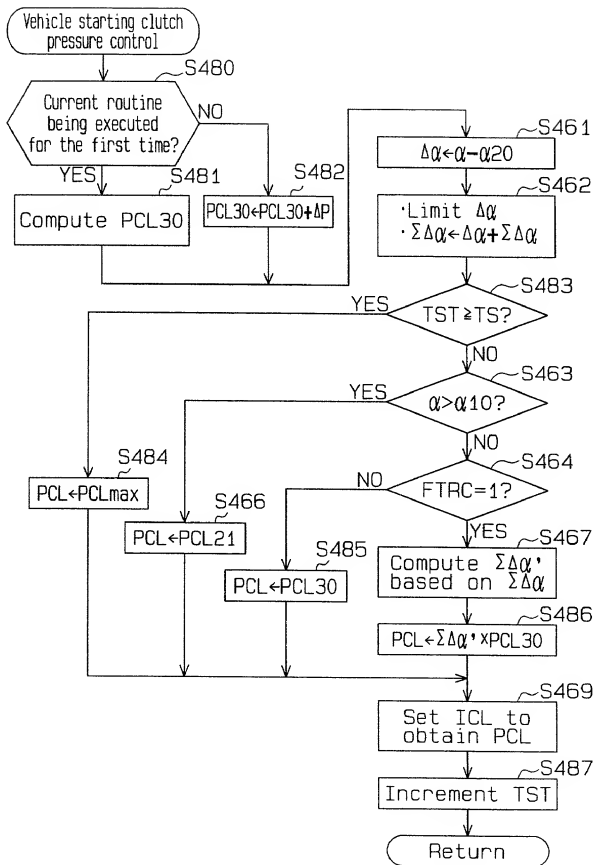 Vehicle starting clutch
pressure control
S480
Current routine
being executed
for the first time?
NO
YES
S481
Compute PCL30
S482
PCL30←PCL30+ΔP
S461
Δα←α−α20
S462
·Limit Δα
·ΣΔα←Δα+ΣΔα
S483
TST≧TS?
YES
NO
S463
α>α10?
YES
NO
S464
FTRC=1?
NO
YES
S484
PCL←PCLmax
S466
PCL←PCL21
S485
PCL←PCL30
S467
Compute ΣΔα'
based on ΣΔα
S486
PCL←ΣΔα'×PCL30
S469
Set ICL to
obtain PCL
S487
Increment TST
Return